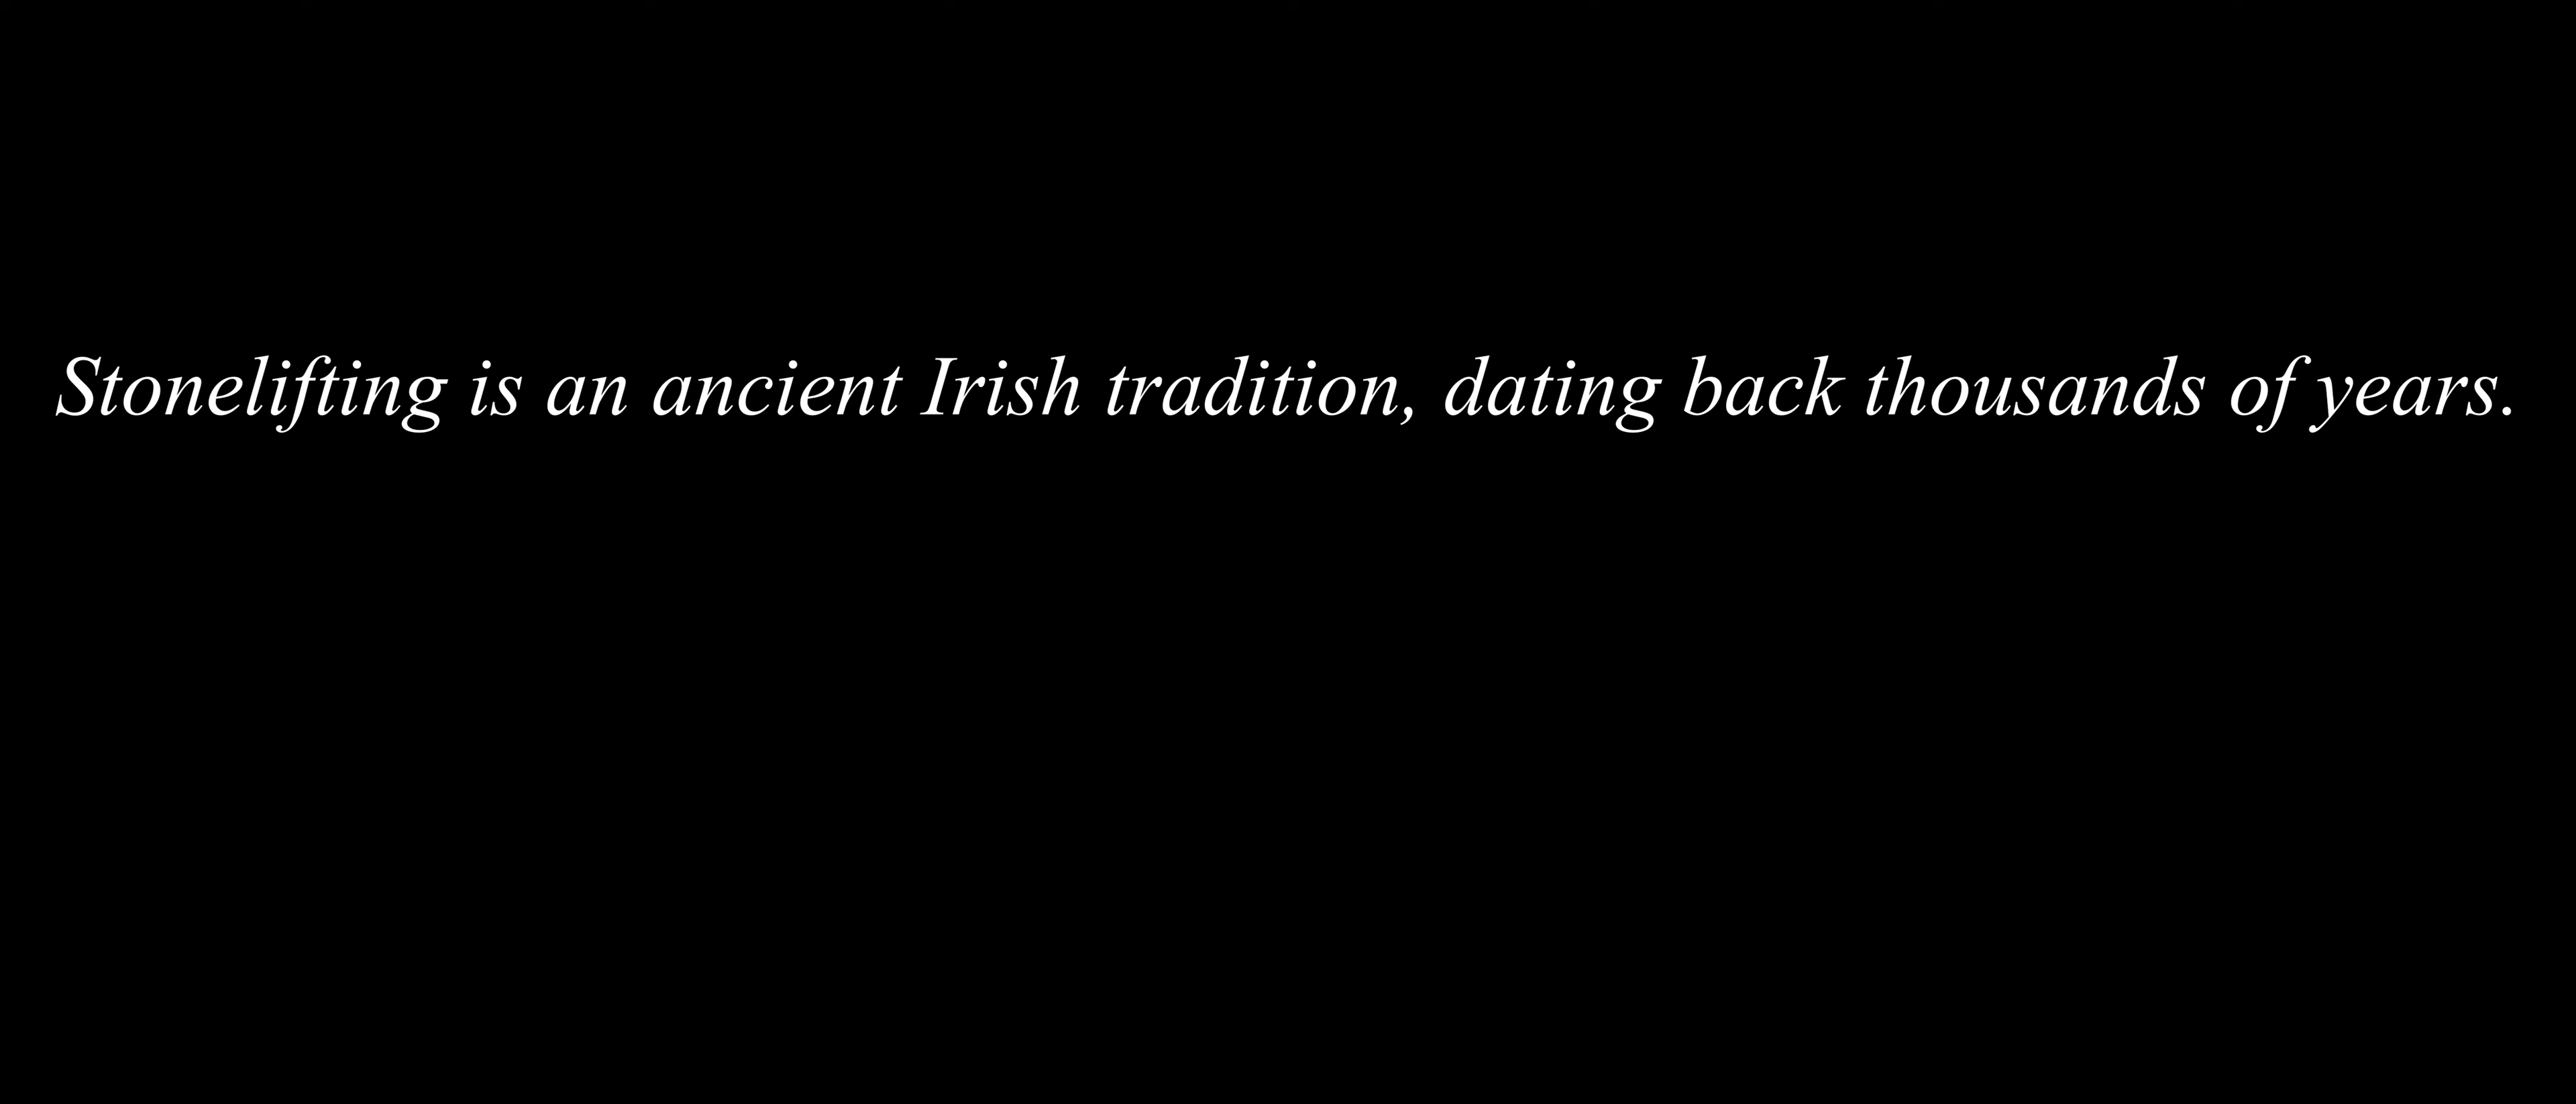 Stonelifting is an ancient Irish tradition, dating back thousands of years.